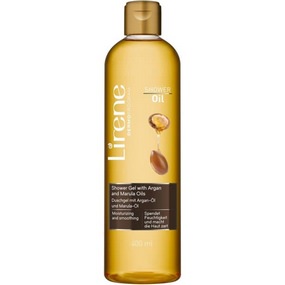 SHOWER
Oil
Lirene
Shower Gel with Argan
and Marula Oils
Duschgel mit Argan-Öl
und Marula-Öl
Moisturizing
and smoothing
Spendet
Feuchtigkeit
und macht
die Haut zart
400 ml